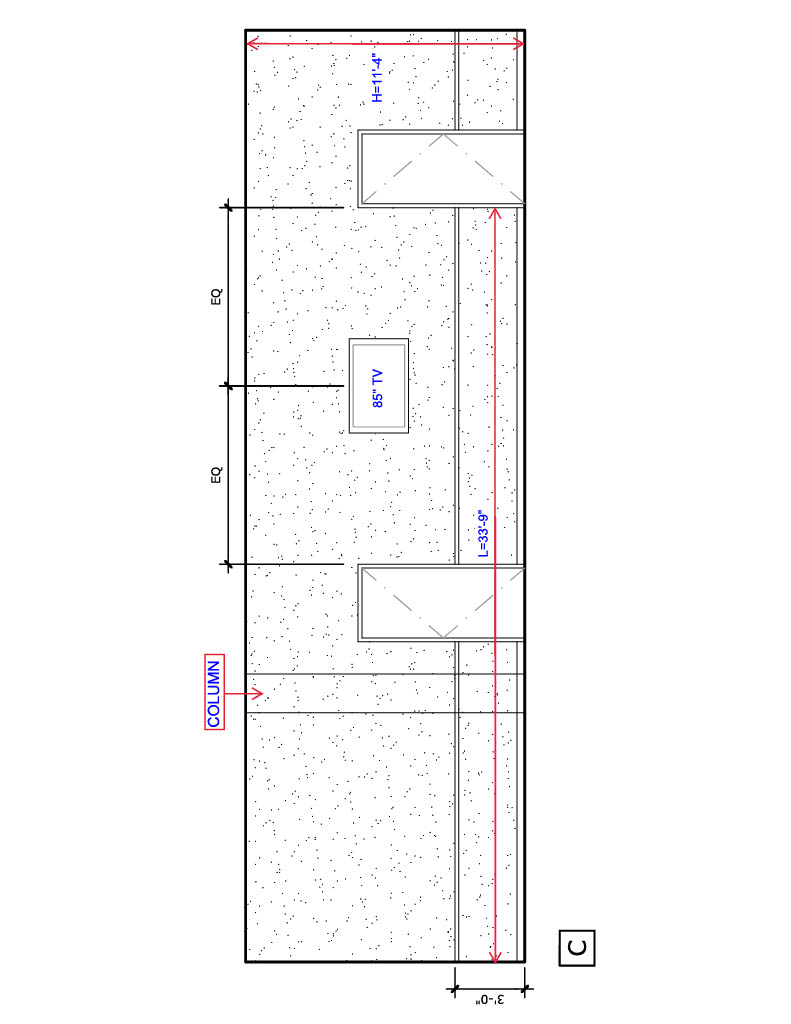 COLUMN
EQ
EQ
H=11'-4"
85" TV
L=33'-9"
3'-0"
C